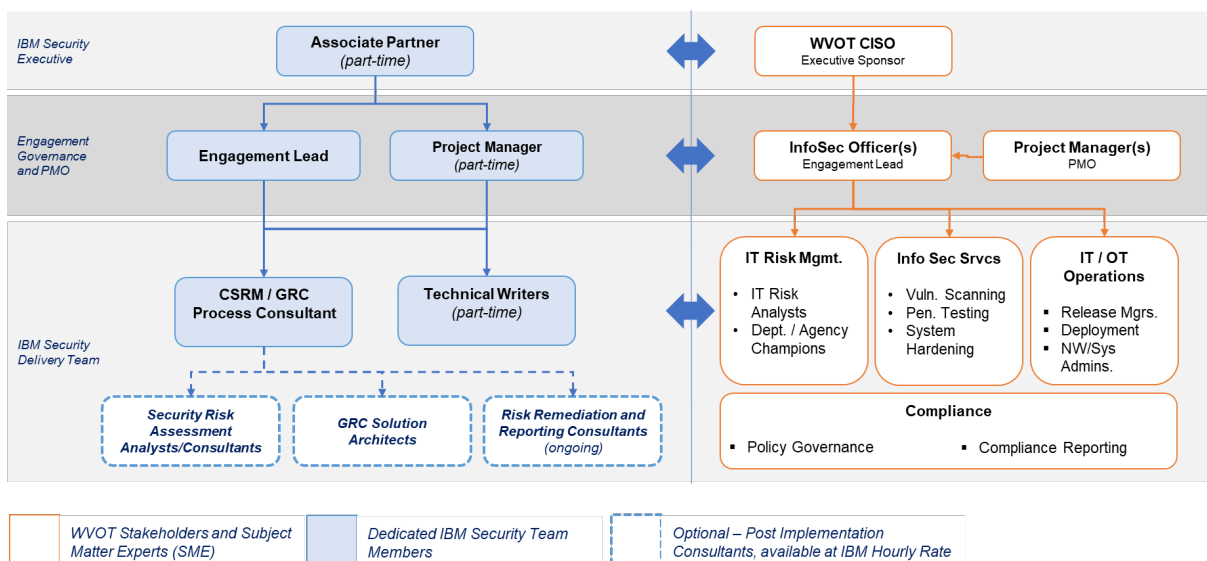 IBM Security
Executive
Associate Partner
(part-time)
WVOT CISO
Executive Sponsor
Engagement
Governance
and PMO
Engagement Lead
Project Manager
(part-time)
InfoSec Officer(s)
Engagement Lead
Project Manager(s)
PMO
IBM Security
Delivery Team
CSRM / GRC
Process Consultant
Technical Writers
(part-time)
IT Risk Mgmt.
• IT Risk
Analysts
• Dept. / Agency
Champions
Info Sec Srvcs
• Vuln. Scanning
• Pen. Testing
• System
Hardening
IT / OT
Operations
▪ Release Mgrs.
▪ Deployment
▪ NW/Sys
Admins.
Security Risk
Assessment
Analysts/Consultants
GRC Solution
Architects
Risk Remediation and
Reporting Consultants
(ongoing)
Compliance
▪ Policy Governance
▪ Compliance Reporting
WVOT Stakeholders and Subject
Matter Experts (SME)
Dedicated IBM Security Team
Members
Optional – Post Implementation
Consultants, available at IBM Hourly Rate